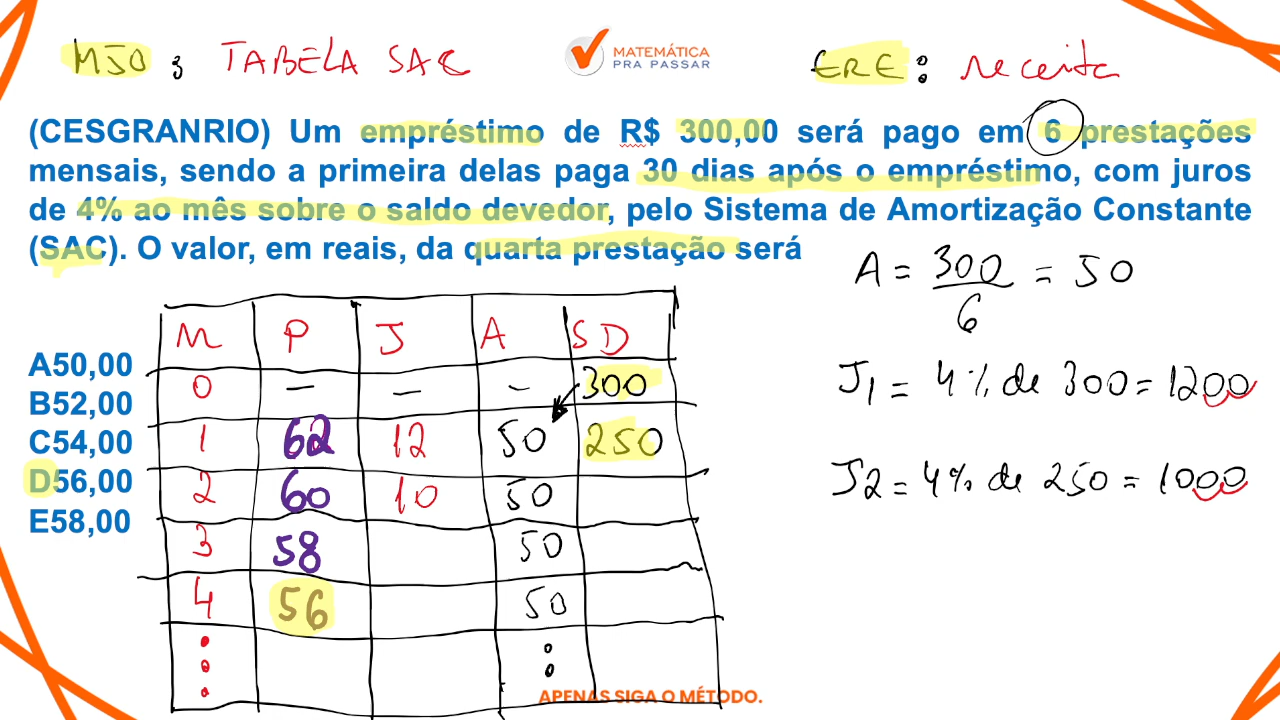 MJO : TABELA SAC
MATEMÁTICA
PRA PASSAR
ERE: receita
(CESGRANRIO) Um empréstimo de R$ 300,00 será pago em 6 prestações
mensais, sendo a primeira delas paga 30 dias após o empréstimo, com juros
de 4% ao mês sobre o saldo devedor, pelo Sistema de Amortização Constante
(SAC). O valor, em reais, da quarta prestação será
A = 300/6 = 50
A50,00
B52,00
C54,00
D56,00
E58,00
M P J A SD
0 – – – 300
1 62 12 50 250
2 60 10 50
3 58 50
4 56 50
J1 = 4% de 300 = 1200
J2 = 4% de 250 = 1000
APENAS SIGA O MÉTODO.